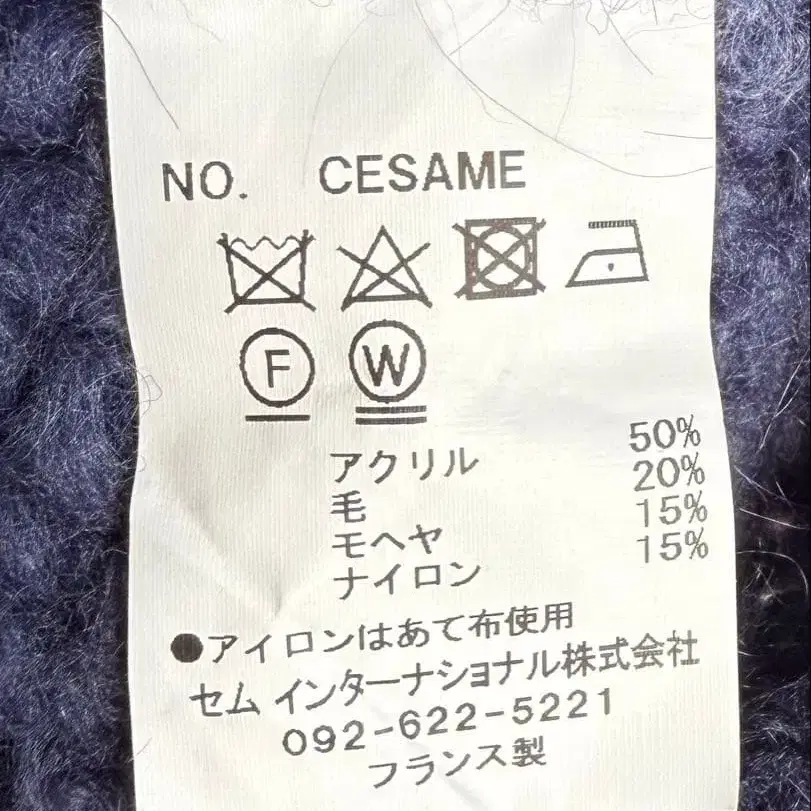 NO. CESAME
F W
アクリル 50%
毛 20%
モヘヤ 15%
ナイロン 15%
●アイロンはあて布使用
セム インターナショナル株式会社
092-622-5221
フランス製